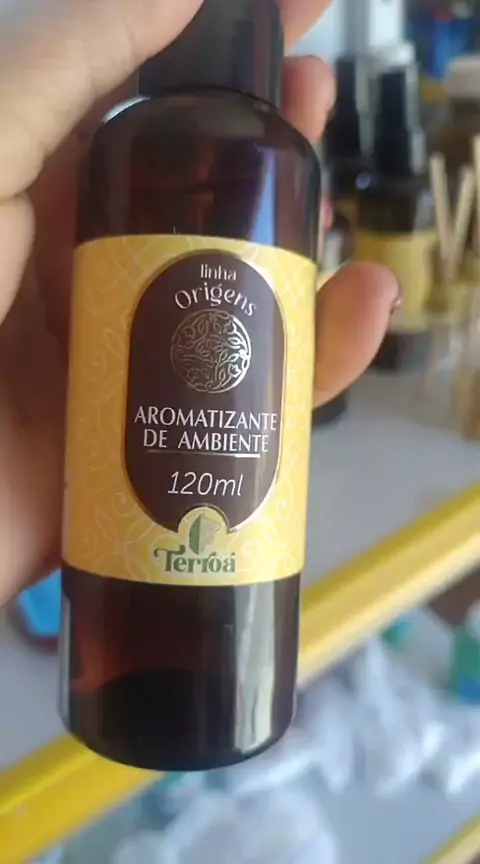 linha
Origens
AROMATIZANTE
DE AMBIENTE
120ml
Terroá